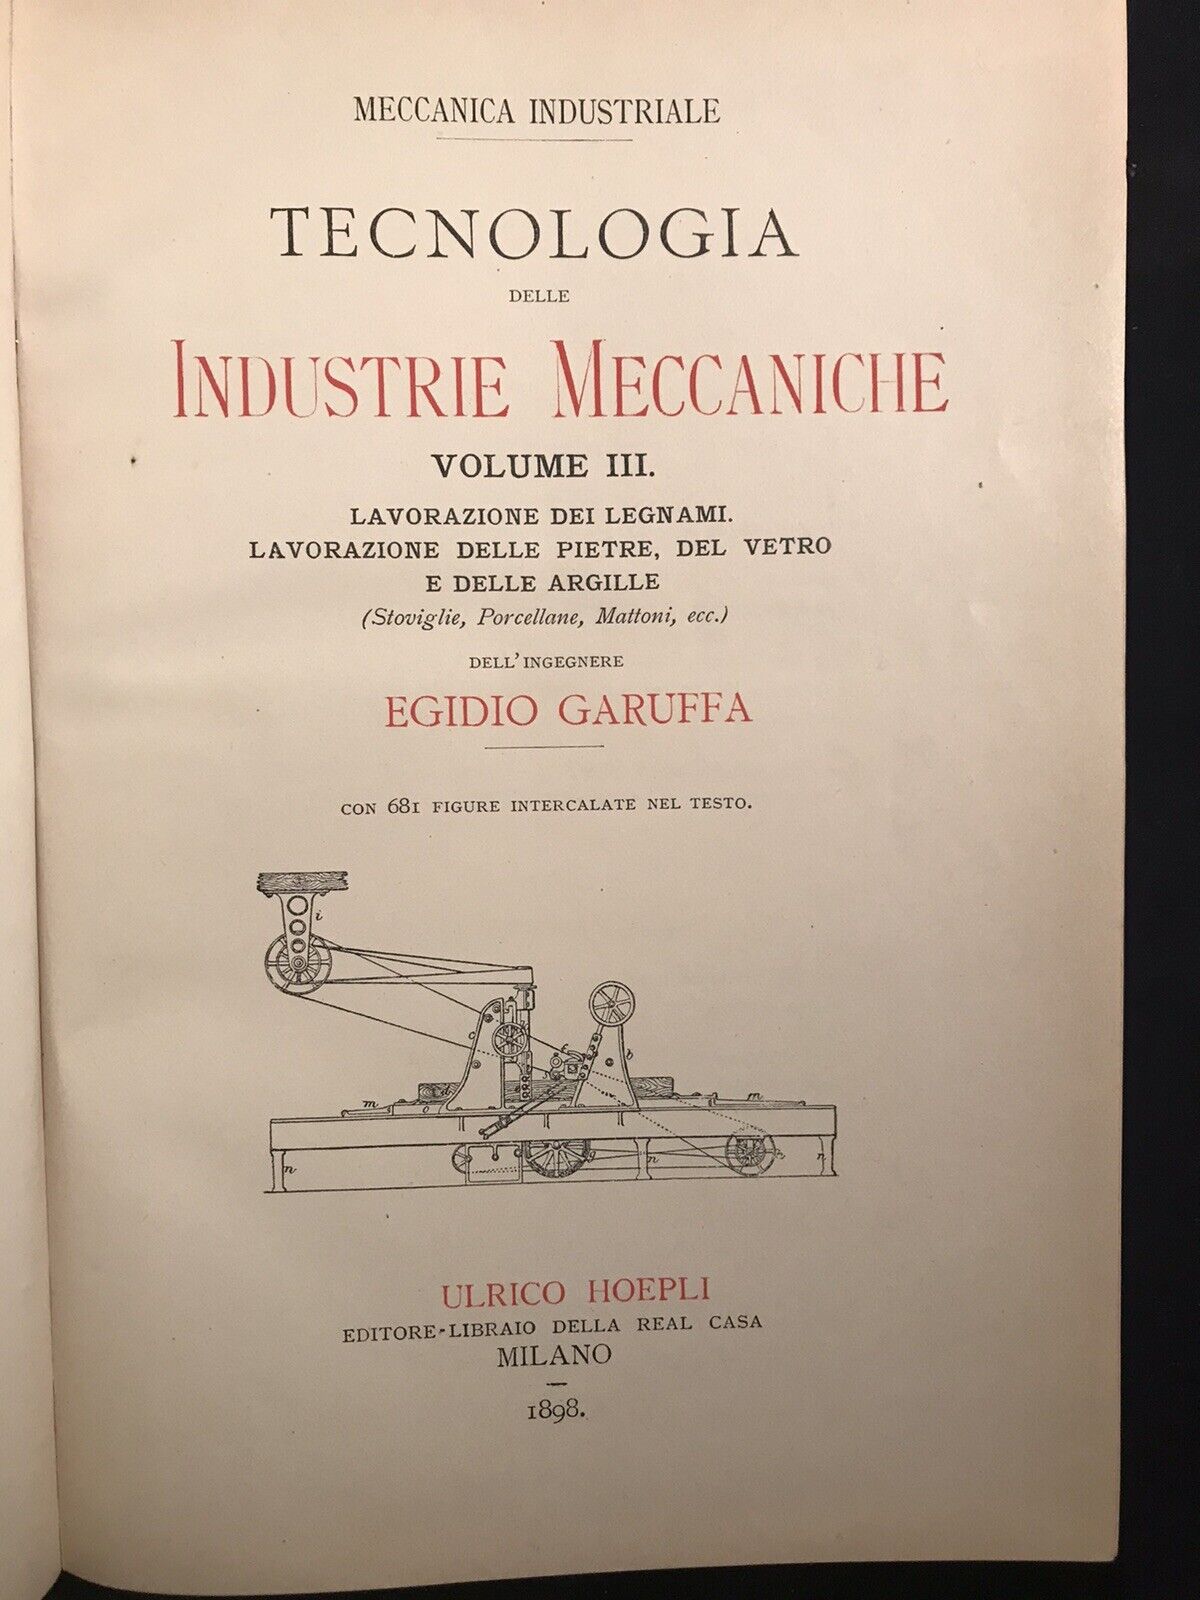 MECCANICA INDUSTRIALE
TECNOLOGIA
DELLE
INDUSTRIE MECCANICHE
VOLUME III.
LAVORAZIONE DEI LEGNAMI.
LAVORAZIONE DELLE PIETRE, DEL VETRO
E DELLE ARGILLE
(Stoviglie, Porcellane, Mattoni, ecc.)
DELL'INGEGNERE
EGIDIO GARUFFA
CON 681 FIGURE INTERCALATE NEL TESTO.
i
c
b
d
m
o
r
m
n
g
n
h
n
ULRICO HOEPLI
EDITORE-LIBRAIO DELLA REAL CASA
MILANO
1898.